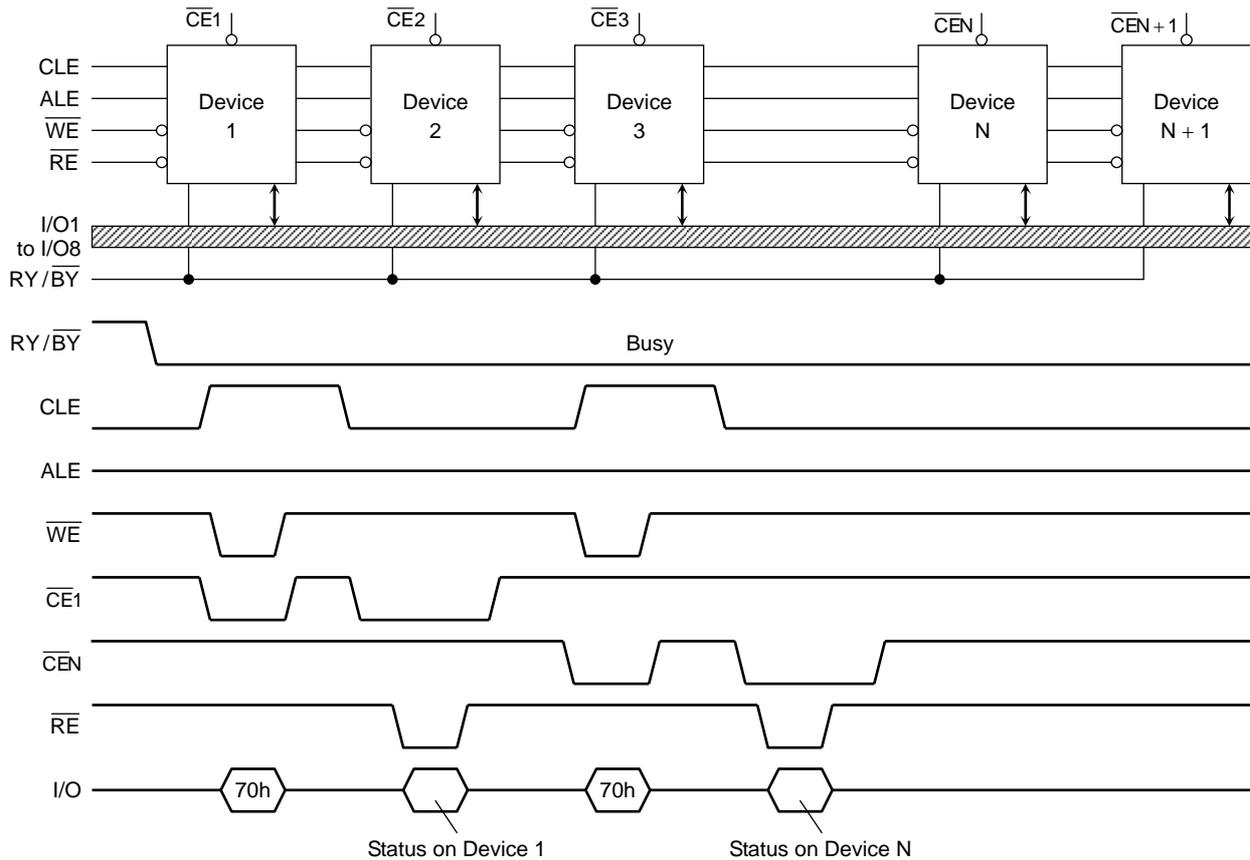 CE1 CE2 CE3 CEN CEN + 1
CLE
ALE
WE
RE
Device 1
Device 2
Device 3
Device N
Device N + 1
I/O1 to I/O8
RY / BY
RY / BY
Busy
CLE
ALE
WE
CE1
CEN
RE
I/O
70h
70h
Status on Device 1
Status on Device N